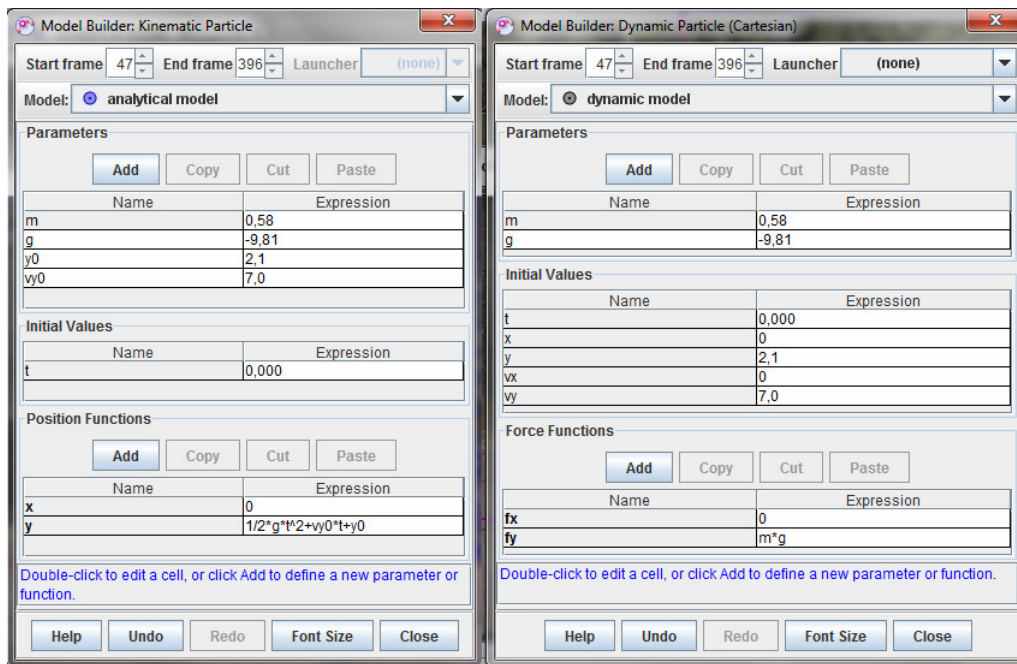 Model Builder: Kinematic Particle
Start frame 47 End frame 396 Launcher (none)
Model: analytical model
Parameters
Add Copy Cut Paste
Name Expression
m 0,58
g -9,81
y0 2,1
vy0 7,0
Initial Values
Name Expression
t 0,000
Position Functions
Add Copy Cut Paste
Name Expression
x 0
y 1/2*g*t^2+vy0*t+y0
Double-click to edit a cell, or click Add to define a new parameter or
function.
Help Undo Redo Font Size Close
Model Builder: Dynamic Particle (Cartesian)
Start frame 47 End frame 396 Launcher (none)
Model: dynamic model
Parameters
Add Copy Cut Paste
Name Expression
m 0,58
g -9,81
Initial Values
Name Expression
t 0,000
x 0
y 2,1
vx 0
vy 7,0
Force Functions
Add Copy Cut Paste
Name Expression
fx 0
fy m*g
Double-click to edit a cell, or click Add to define a new parameter or function.
Help Undo Redo Font Size Close